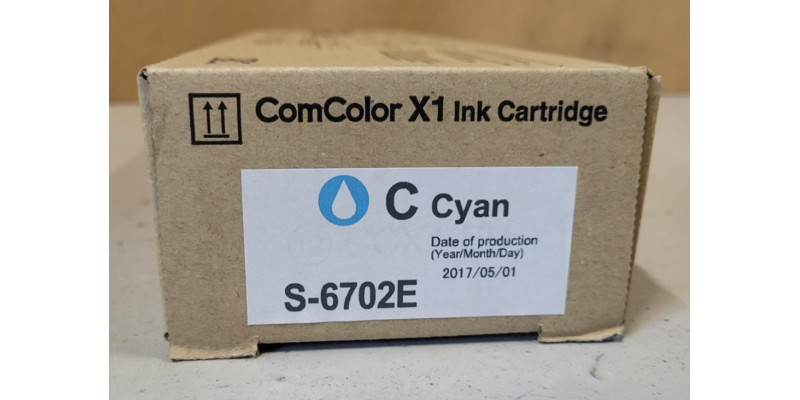 ComColor X1 Ink Cartridge
C Cyan
Date of production
(Year/Month/Day)
2017/05/01
S-6702E